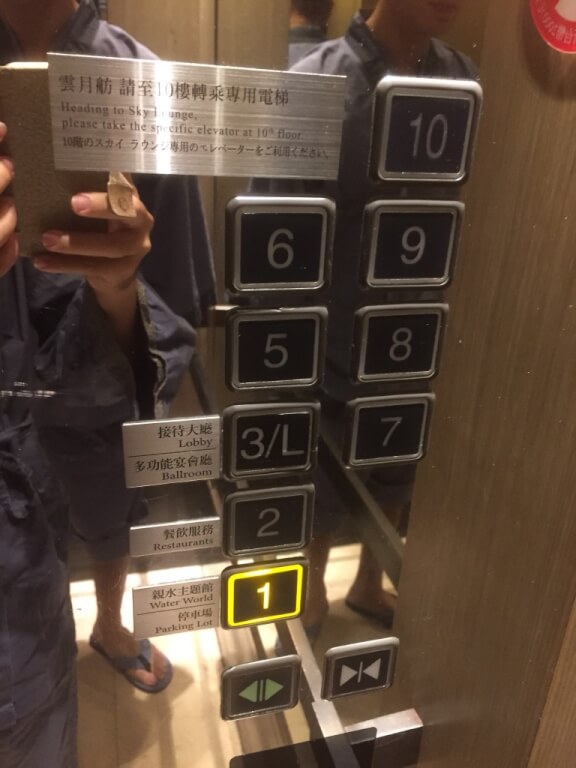 雲月舫 請至10樓轉乘專用電梯
Heading to Sky Lounge,
please take the specific elevator at 10th floor.
10階のスカイ ラウンジ専用のエレベーターをご利用ください。
10
6
9
5
8
接待大廳
Lobby
多功能宴會廳
Ballroom
3/L
7
餐飲服務
Restaurants
2
親水主題館
Water World
停車場
Parking Lot
1